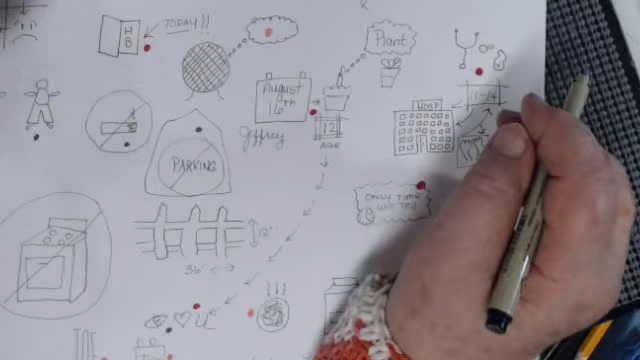 TODAY!!
H
B
Plant
August
16TH
HOSP
Jeffrey
12
AGE
PARKING
ONLY TIME
WILL TELL
12"
36"
U